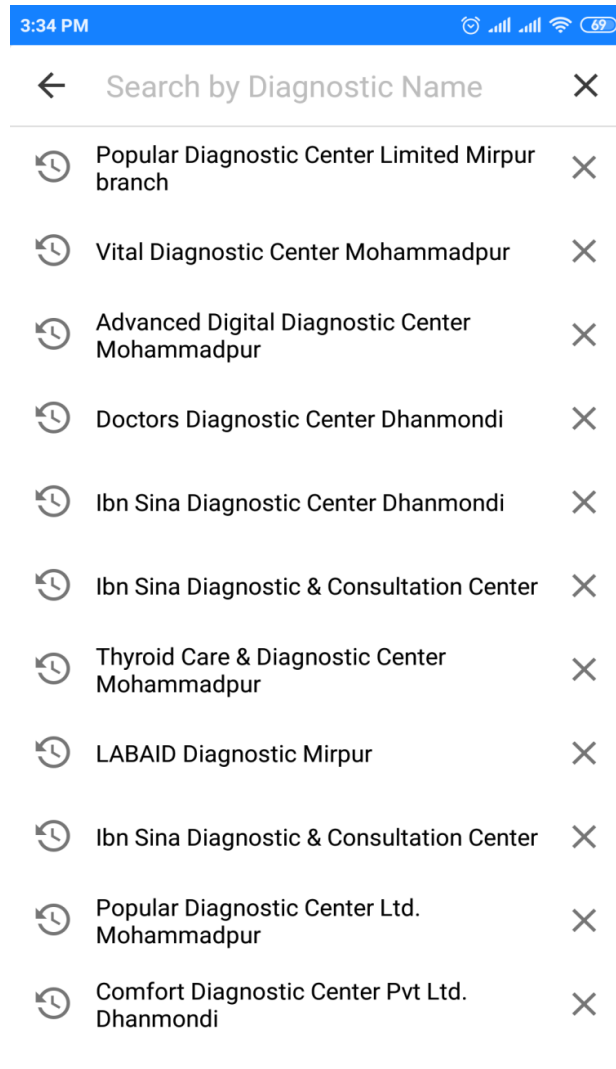 3:34 PM
69
Search by Diagnostic Name
Popular Diagnostic Center Limited Mirpur
branch
Vital Diagnostic Center Mohammadpur
Advanced Digital Diagnostic Center
Mohammadpur
Doctors Diagnostic Center Dhanmondi
Ibn Sina Diagnostic Center Dhanmondi
Ibn Sina Diagnostic & Consultation Center
Thyroid Care & Diagnostic Center
Mohammadpur
LABAID Diagnostic Mirpur
Ibn Sina Diagnostic & Consultation Center
Popular Diagnostic Center Ltd.
Mohammadpur
Comfort Diagnostic Center Pvt Ltd.
Dhanmondi